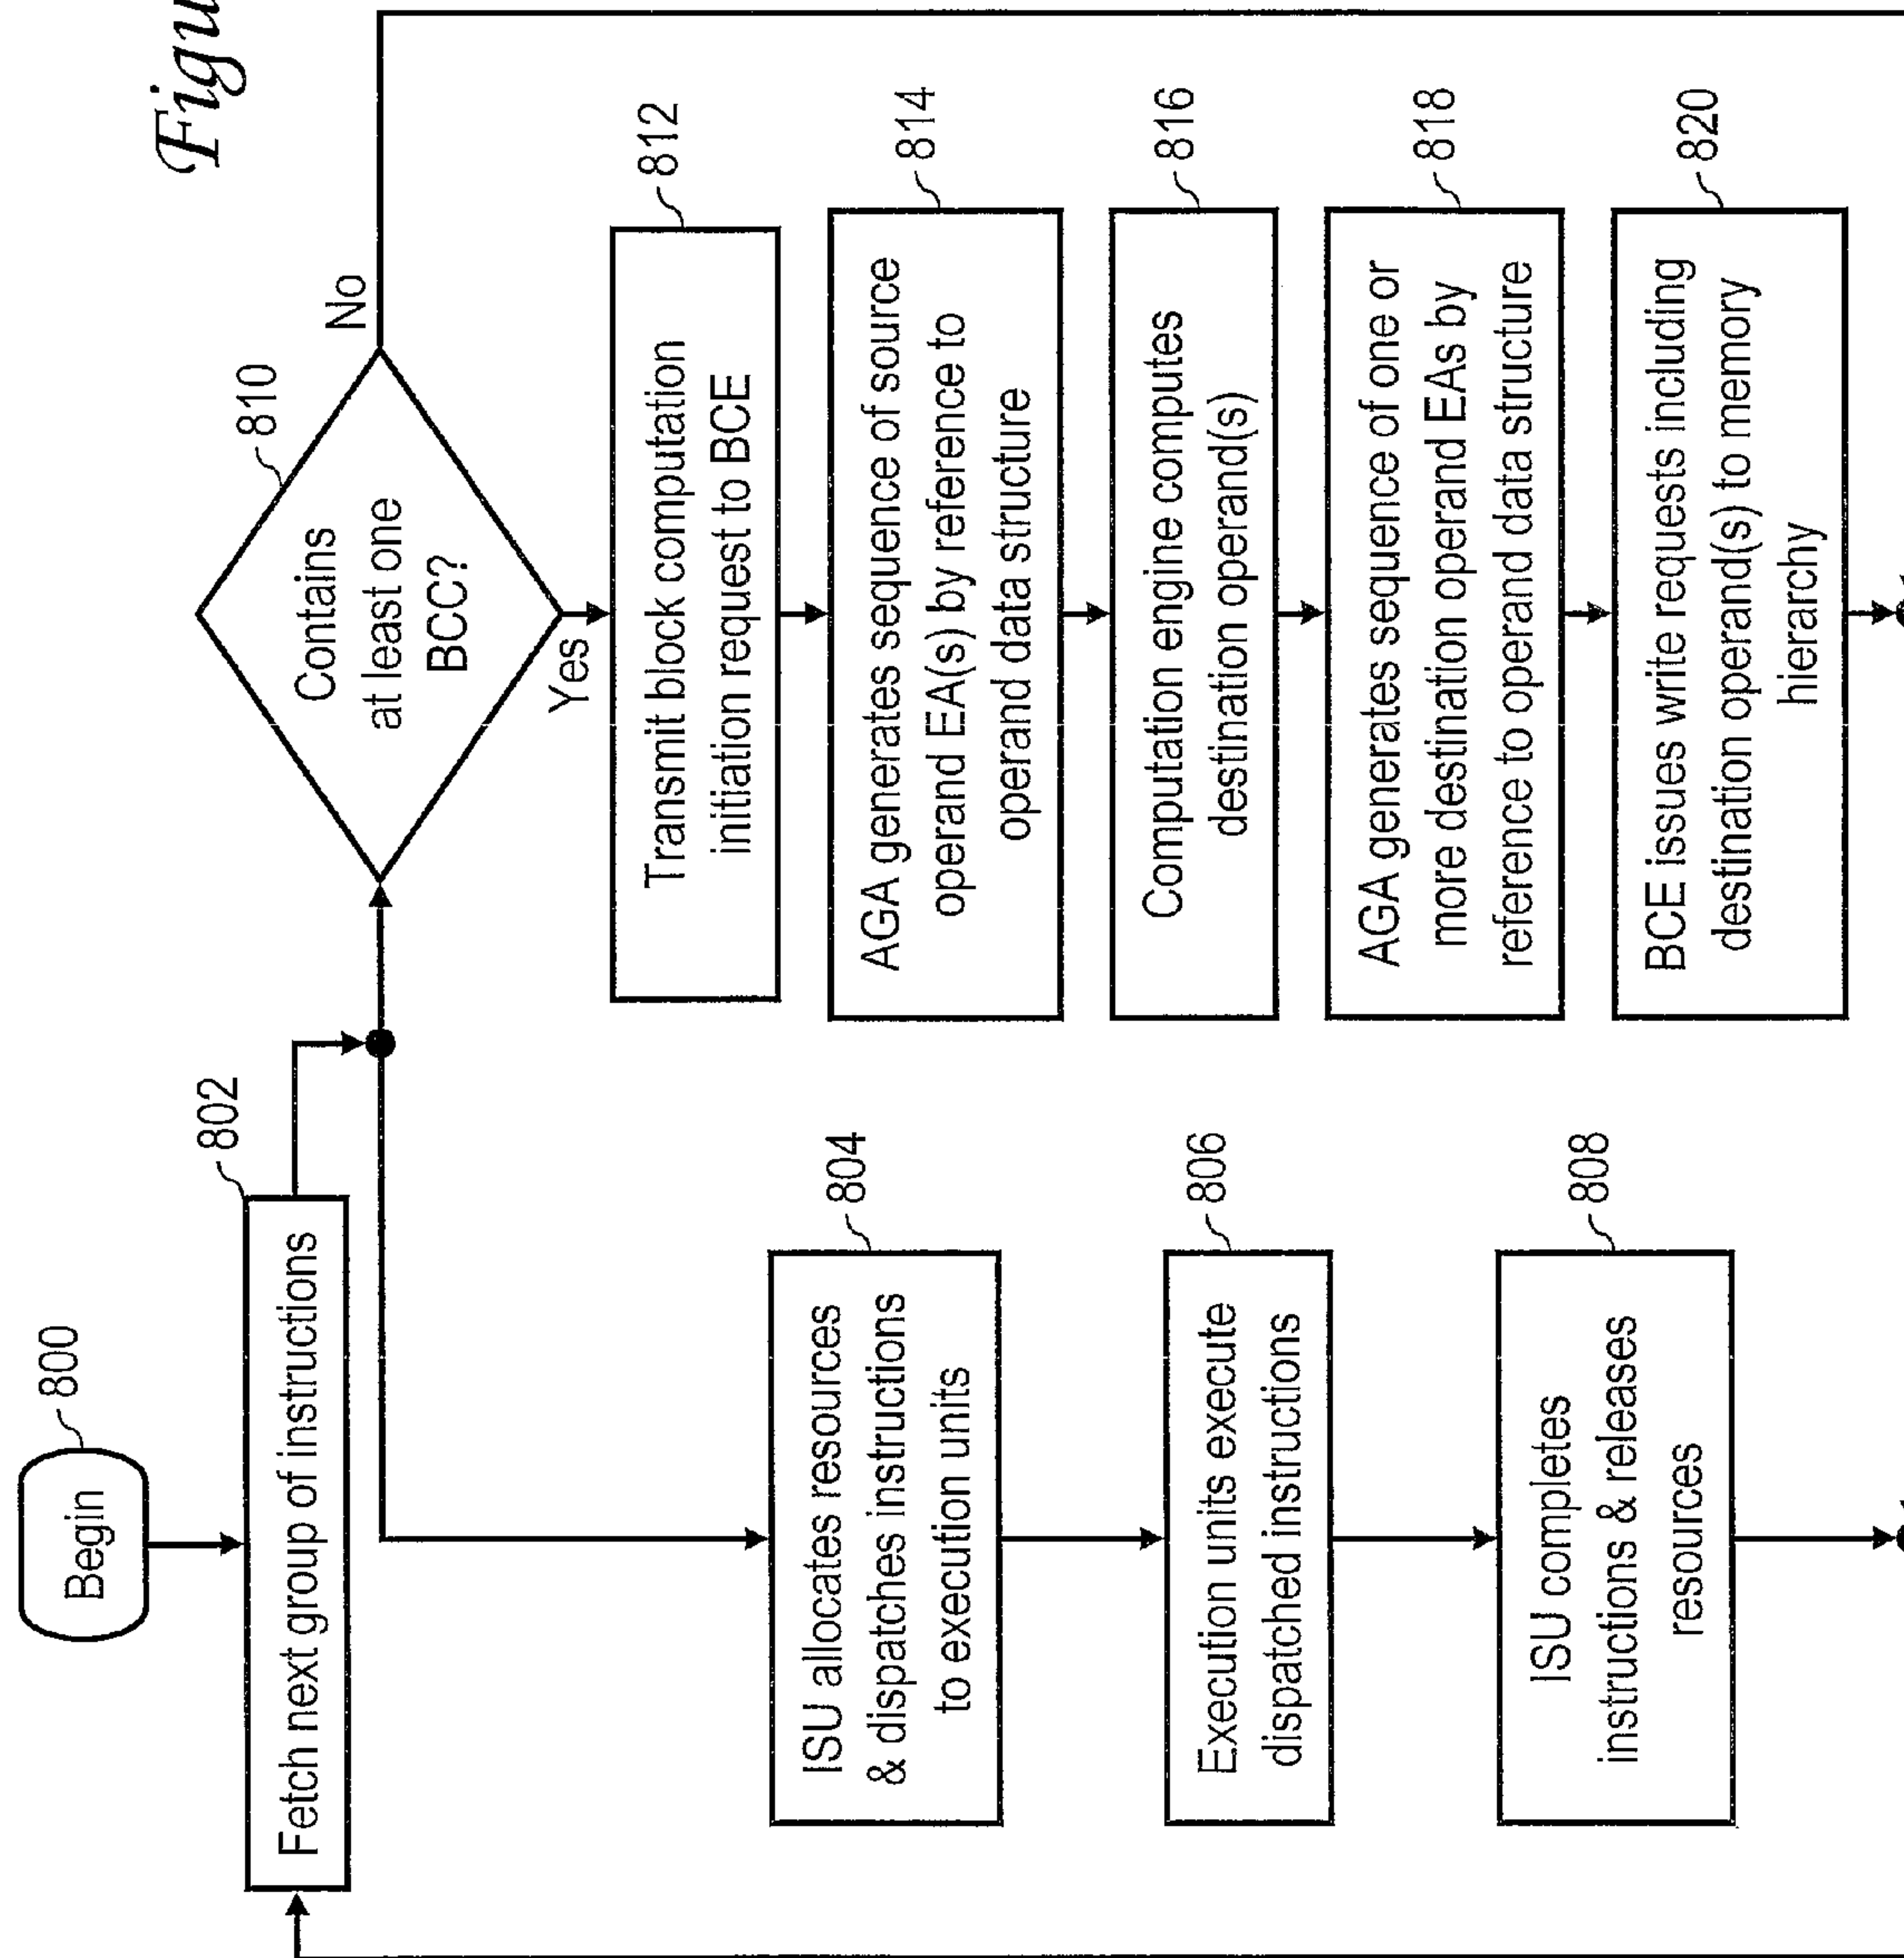 Figu
Begin
800
Fetch next group of instructions
802
ISU allocates resources
& dispatches instructions
to execution units
804
Execution units execute
dispatched instructions
806
ISU completes
instructions & releases
resources
808
Contains
at least one
BCC?
810
No
Yes
Transmit block computation
initiation request to BCE
812
AGA generates sequence of source
operand EA(s) by reference to
operand data structure
814
Computation engine computes
destination operand(s)
816
AGA generates sequence of one or
more destination operand EAs by
reference to operand data structure
818
BCE issues write requests including
destination operand(s) to memory
hierarchy
820